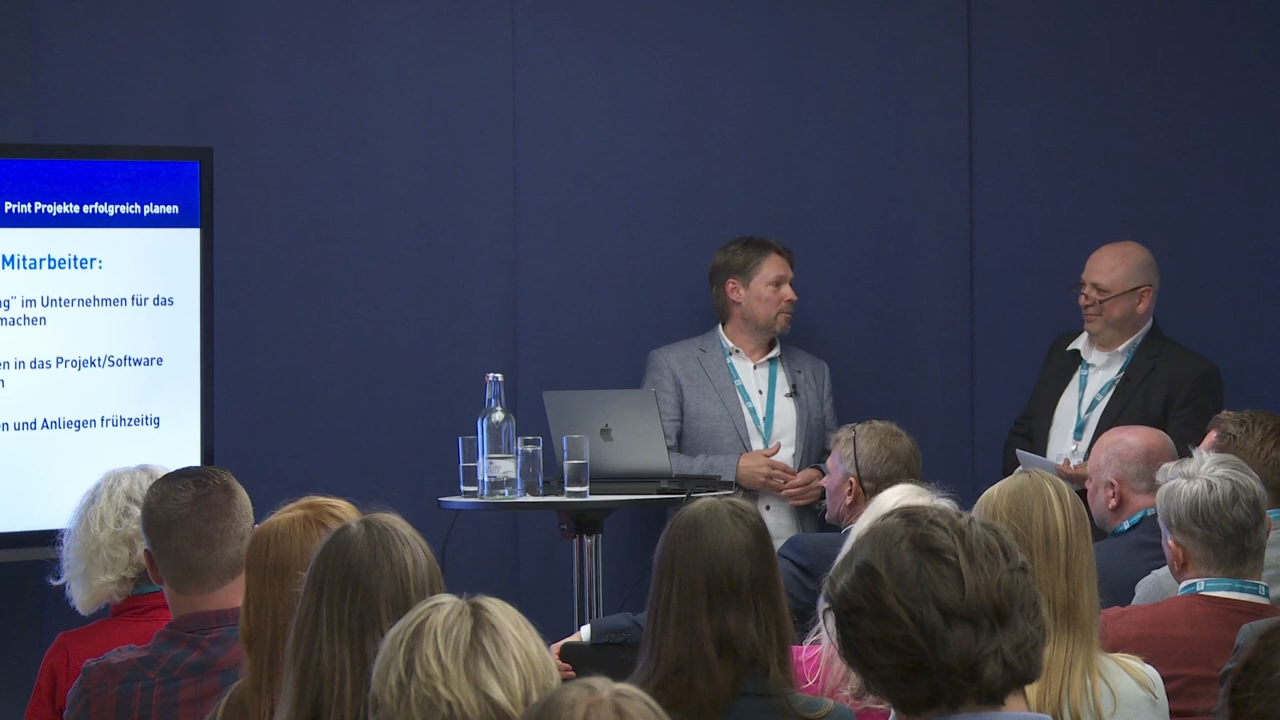 Print Projekte erfolgreich planen
Mitarbeiter:
ng" im Unternehmen für das
machen
en in das Projekt/Software
n
en und Anliegen frühzeitig